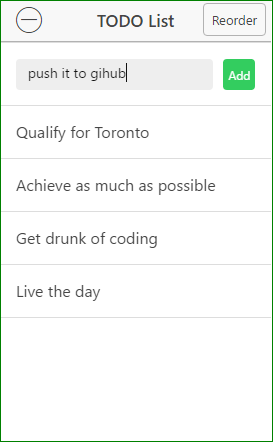 TODO List
Reorder
push it to gihub
Add
Qualify for Toronto
Achieve as much as possible
Get drunk of coding
Live the day